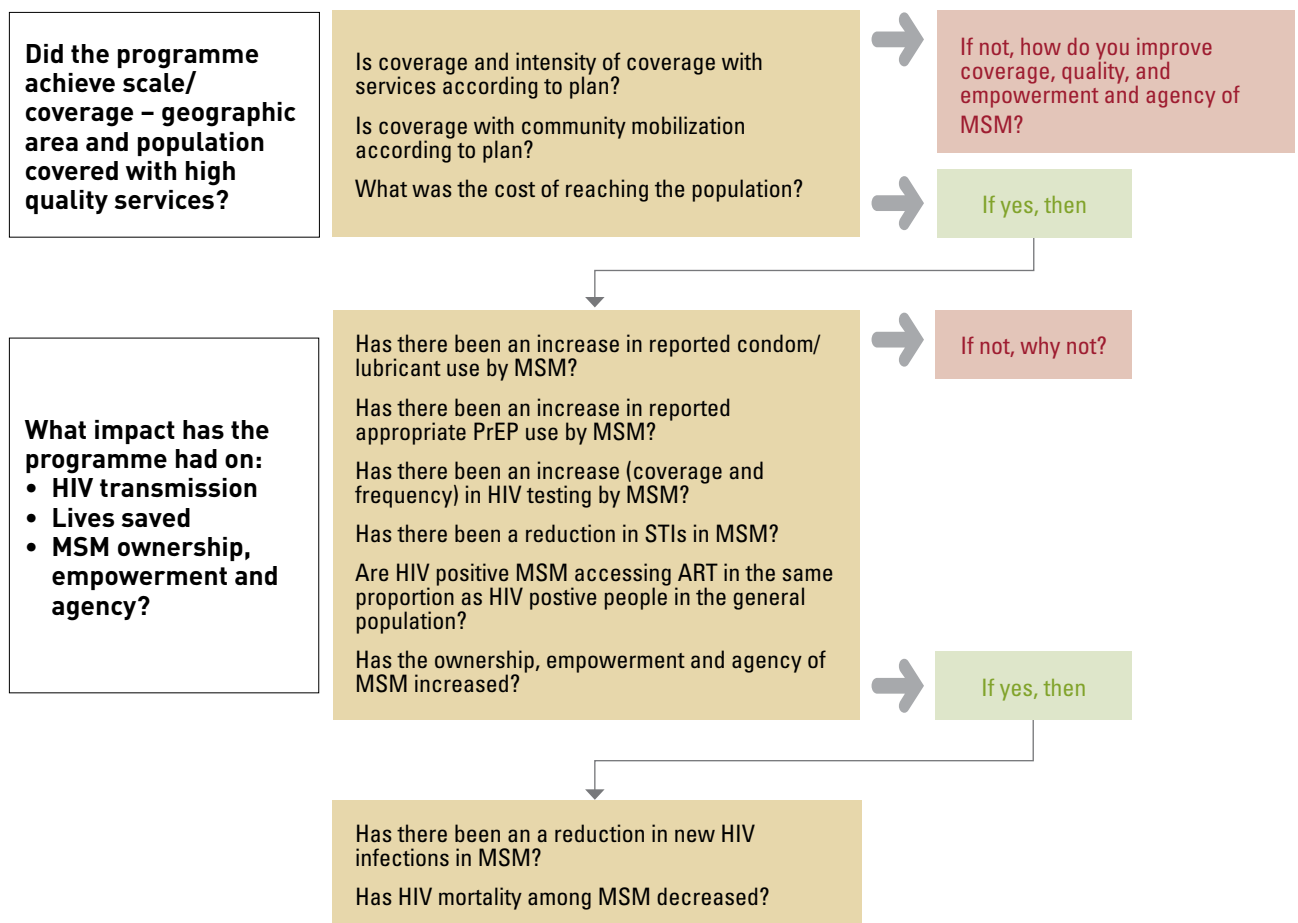 Did the programme
achieve scale/
coverage – geographic
area and population
covered with high
quality services?
Is coverage and intensity of coverage with
services according to plan?
Is coverage with community mobilization
according to plan?
What was the cost of reaching the population?
If not, how do you improve
coverage, quality, and
empowerment and agency of
MSM?
If yes, then
What impact has the
programme had on:
• HIV transmission
• Lives saved
• MSM ownership,
empowerment and
agency?
Has there been an increase in reported condom/
lubricant use by MSM?
Has there been an increase in reported
appropriate PrEP use by MSM?
Has there been an increase (coverage and
frequency) in HIV testing by MSM?
Has there been a reduction in STIs in MSM?
Are HIV positive MSM accessing ART in the same
proportion as HIV postive people in the general
population?
Has the ownership, empowerment and agency of
MSM increased?
If not, why not?
If yes, then
Has there been an a reduction in new HIV
infections in MSM?
Has HIV mortality among MSM decreased?